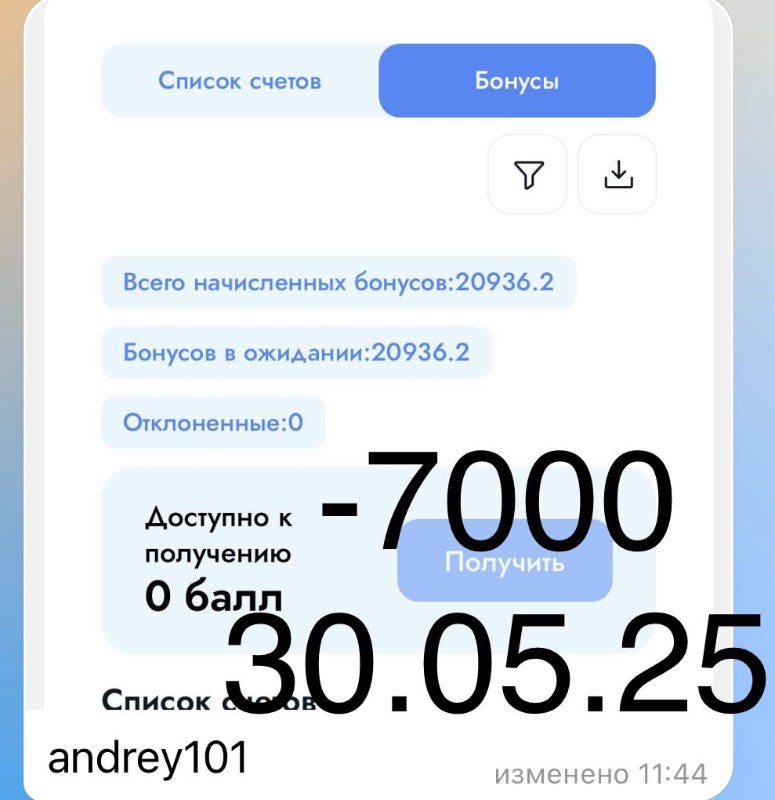 Список счетов Бонусы
Всего начисленных бонусов:20936.2
Бонусов в ожидании:20936.2
Отклоненные:0
-7000
Доступно к
получению
Получить
0 балл
30.05.25
Список счетов
andrey101
изменено 11:44